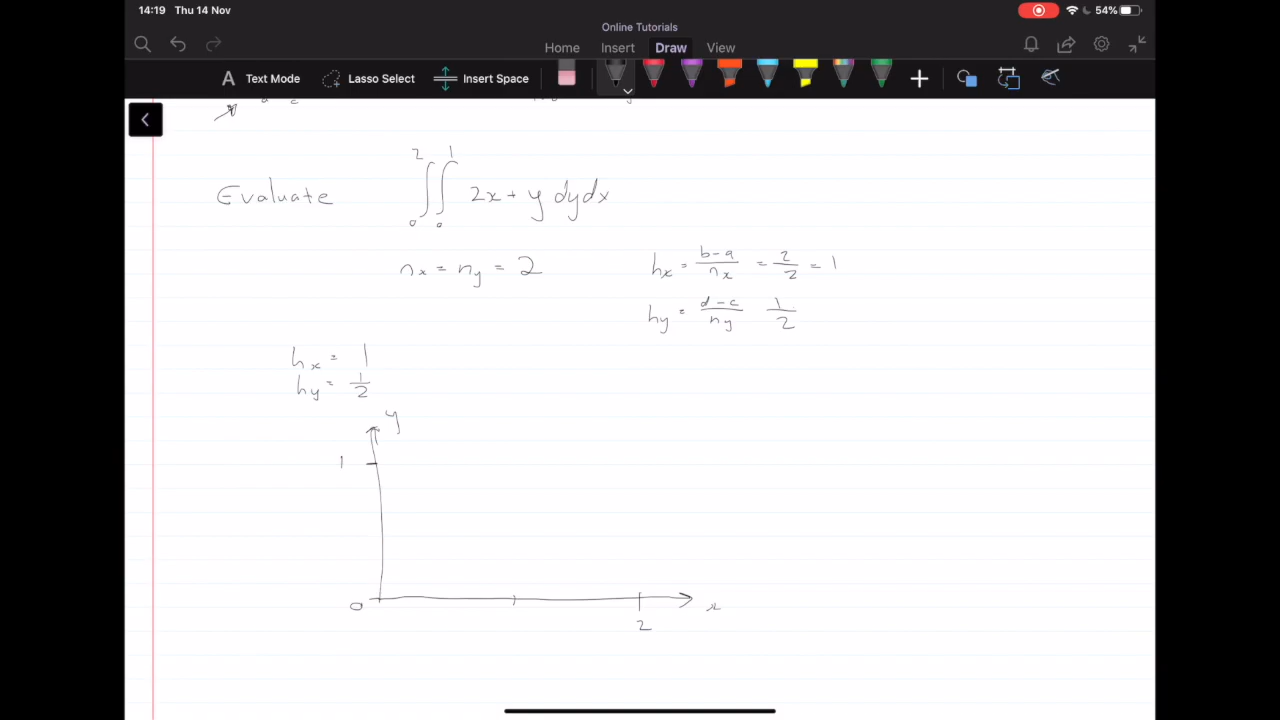 14:19 Thu 14 Nov
54%
Online Tutorials
Home Insert Draw View
Text Mode Lasso Select Insert Space
Evaluate ∫₀² ∫₀¹ 2x + y dy dx
nx = ny = 2
hx = (b-a)/nx = 2/2 = 1
hy = (d-c)/ny 1/2
hx = 1
hy = 1/2
y
1
0
x
2